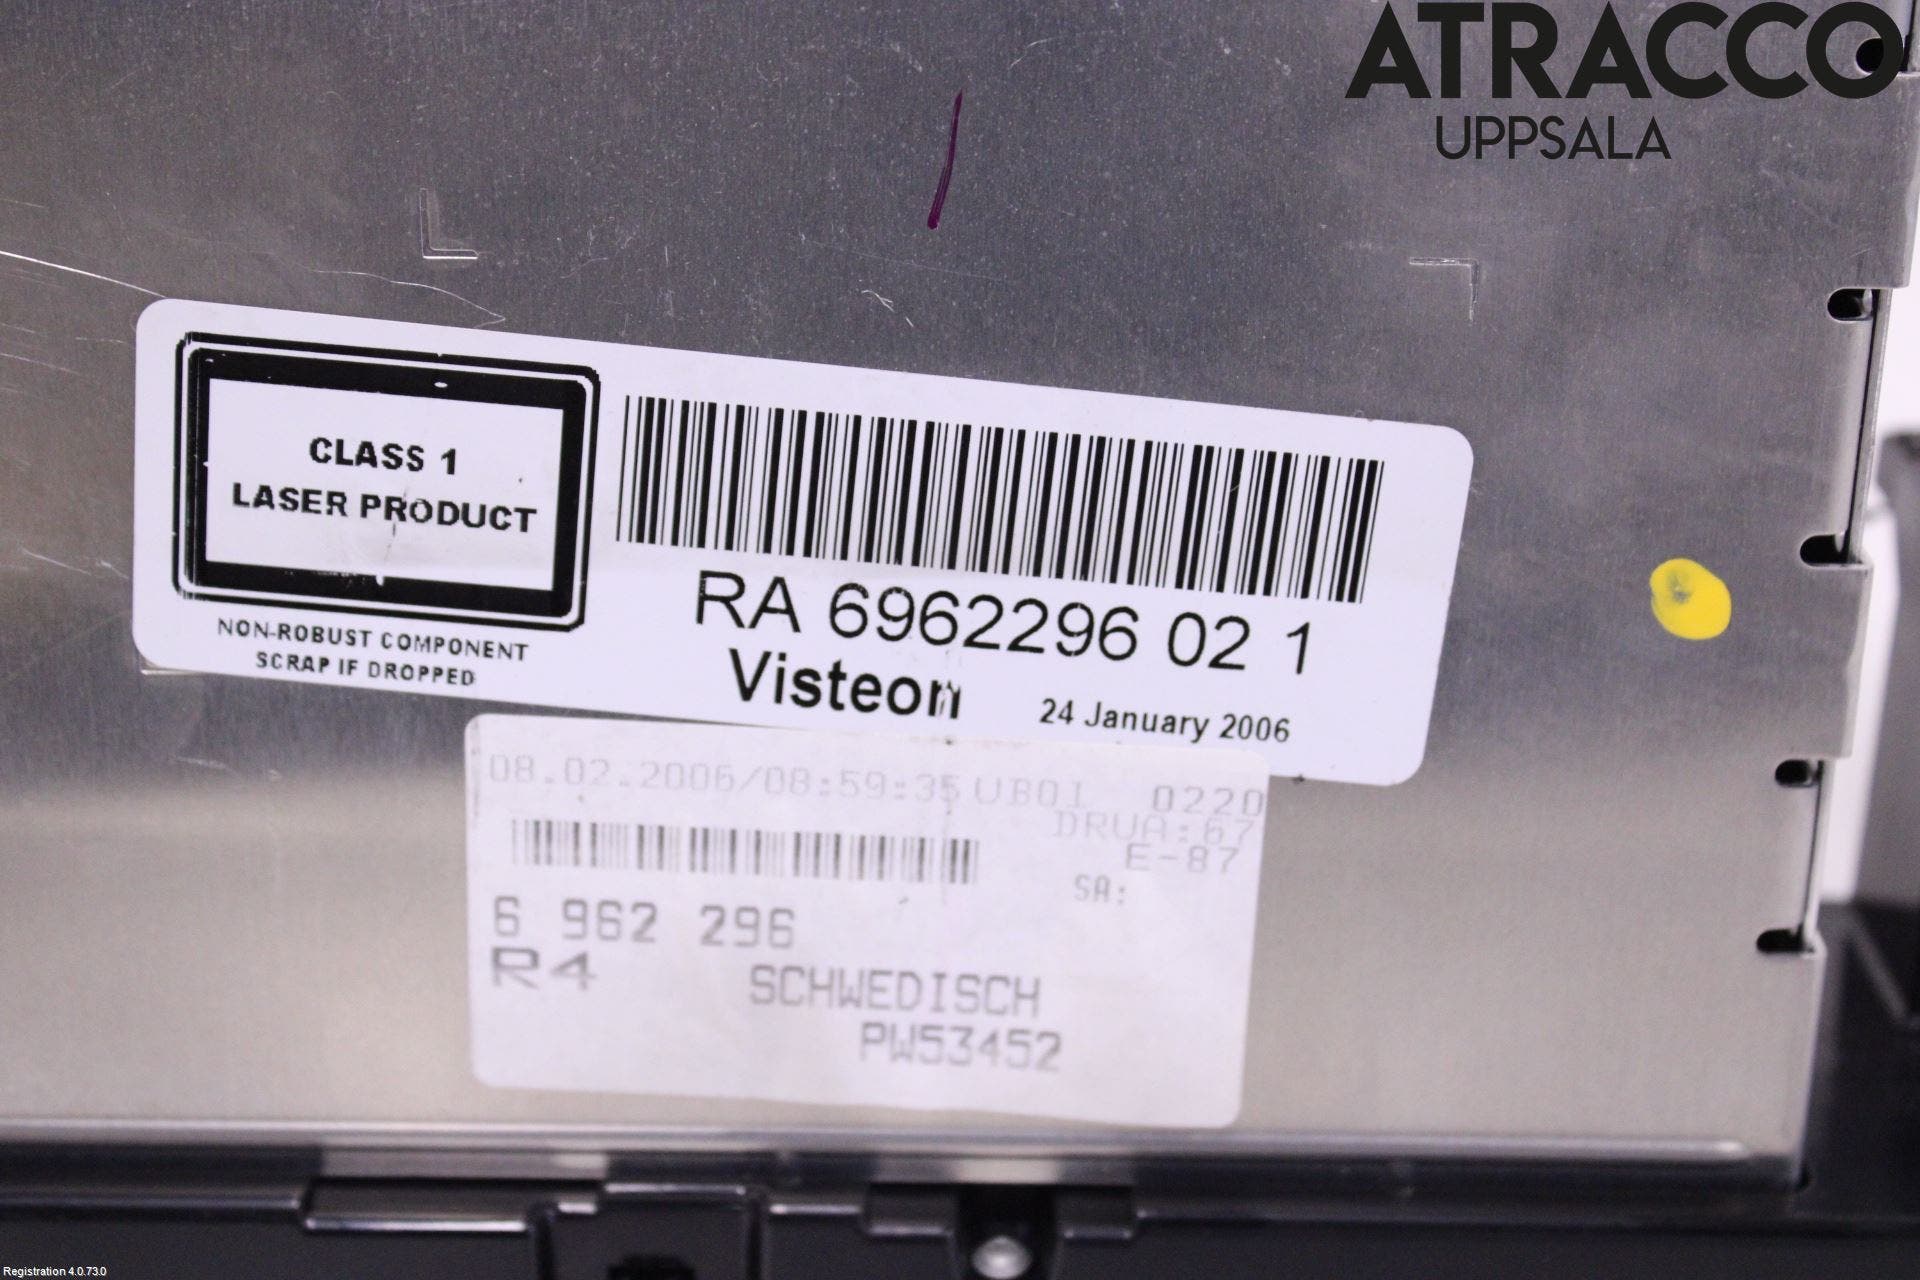 ATRACCO
UPPSALA
CLASS 1
LASER PRODUCT
NON-ROBUST COMPONENT
SCRAP IF DROPPED
RA 6962296 02 1
Visteon
24 January 2006
08.02.2006/08:59:35 UB01 0220
DRUA:67
E-87
SA:
6 962 296
R4
SCHWEDISCH
PW53452
Registration 4.0.73.0